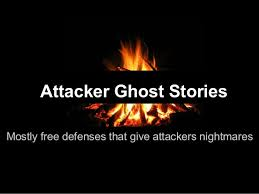 Attacker Ghost Stories
Mostly free defenses that give attackers nightmares